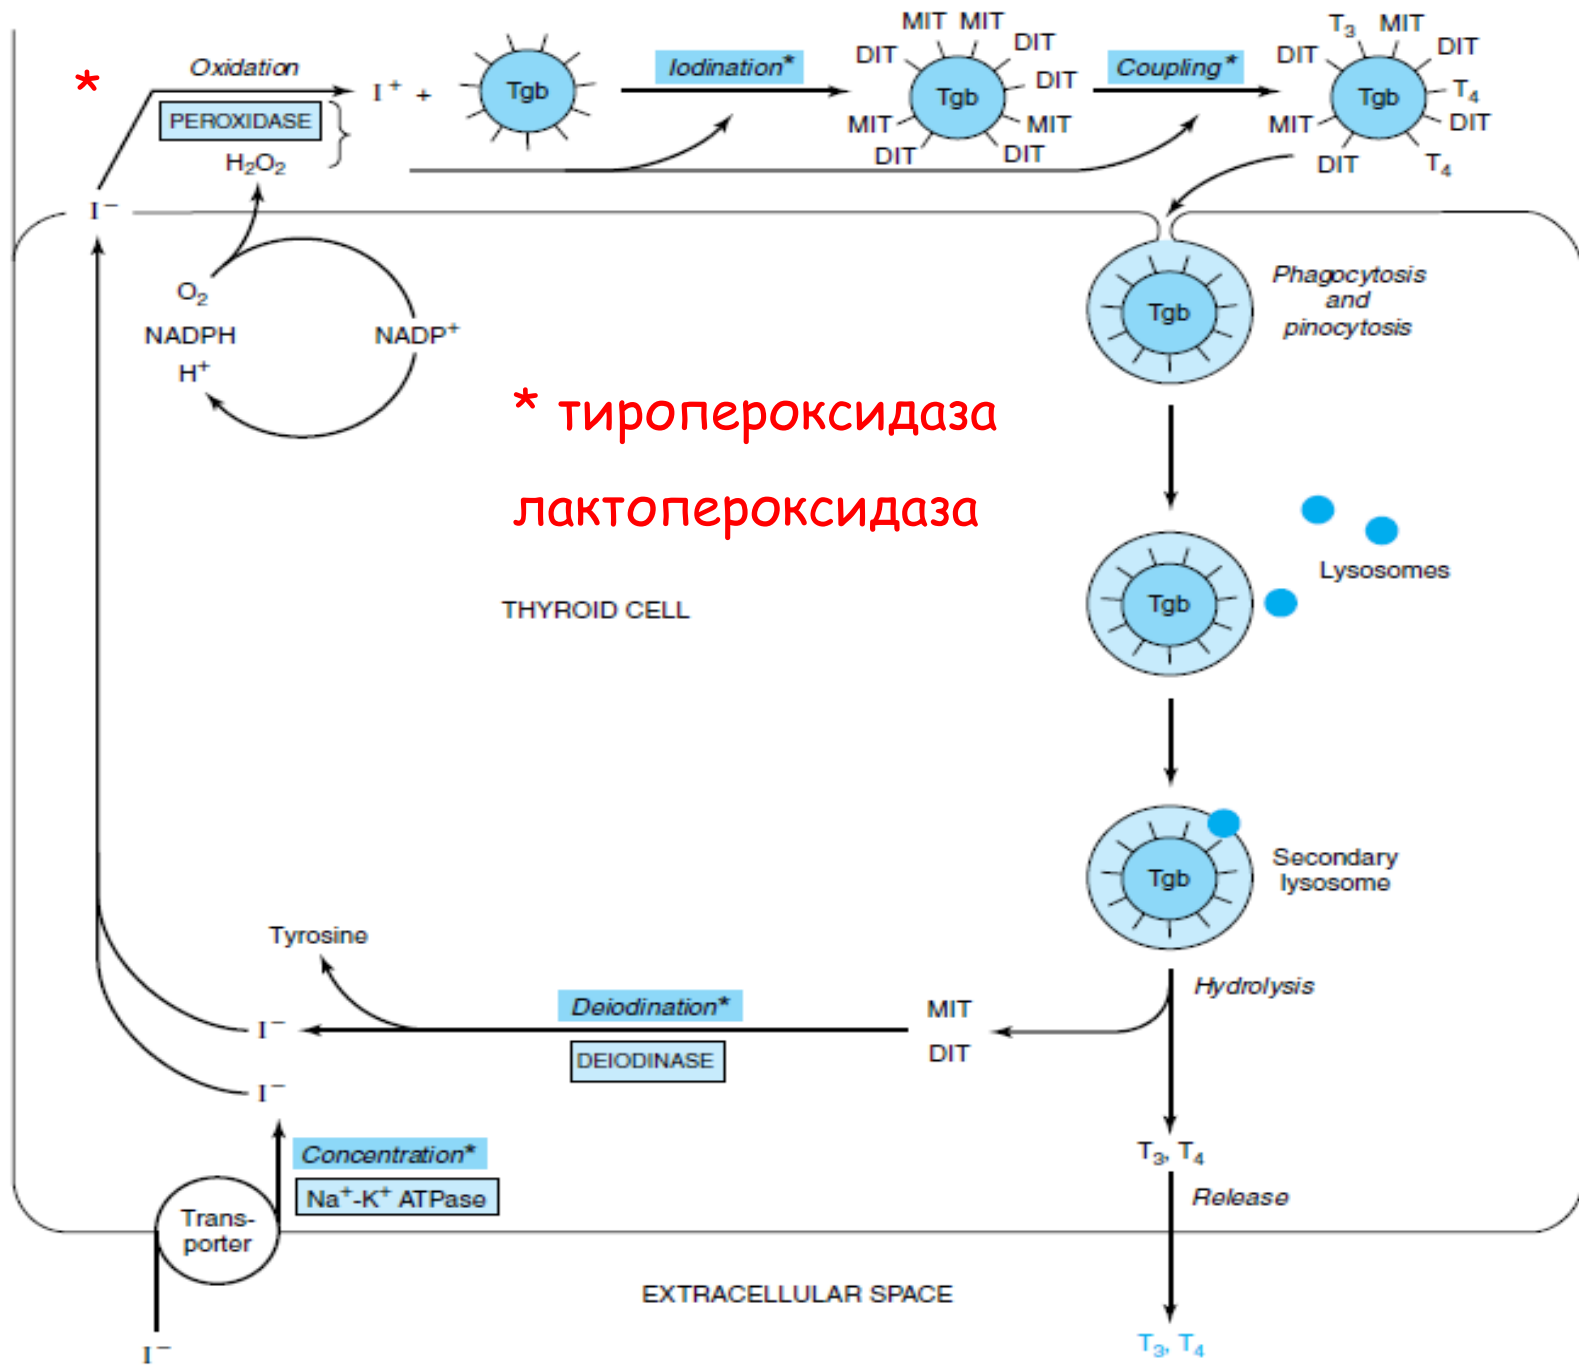 MIT MIT
T₃ MIT
DIT
DIT
DIT
DIT
*
Oxidation
Iodination*
Coupling*
DIT
I⁺ +
Tgb
Tgb
Tgb
T₄
PEROXIDASE
MIT
MIT
MIT
DIT
H₂O₂
DIT
DIT
DIT
T₄
I⁻
O₂
NADPH
NADP⁺
H⁺
Phagocytosis
and
pinocytosis
Tgb
* тиропероксидаза
лактопероксидаза
Lysosomes
Tgb
THYROID CELL
Secondary
lysosome
Tgb
Tyrosine
Hydrolysis
Deiodination*
MIT
I⁻
DIT
DEIODINASE
I⁻
Concentration*
T₃, T₄
Na⁺-K⁺ ATPase
Release
Trans-
porter
EXTRACELLULAR SPACE
I⁻
T₃, T₄